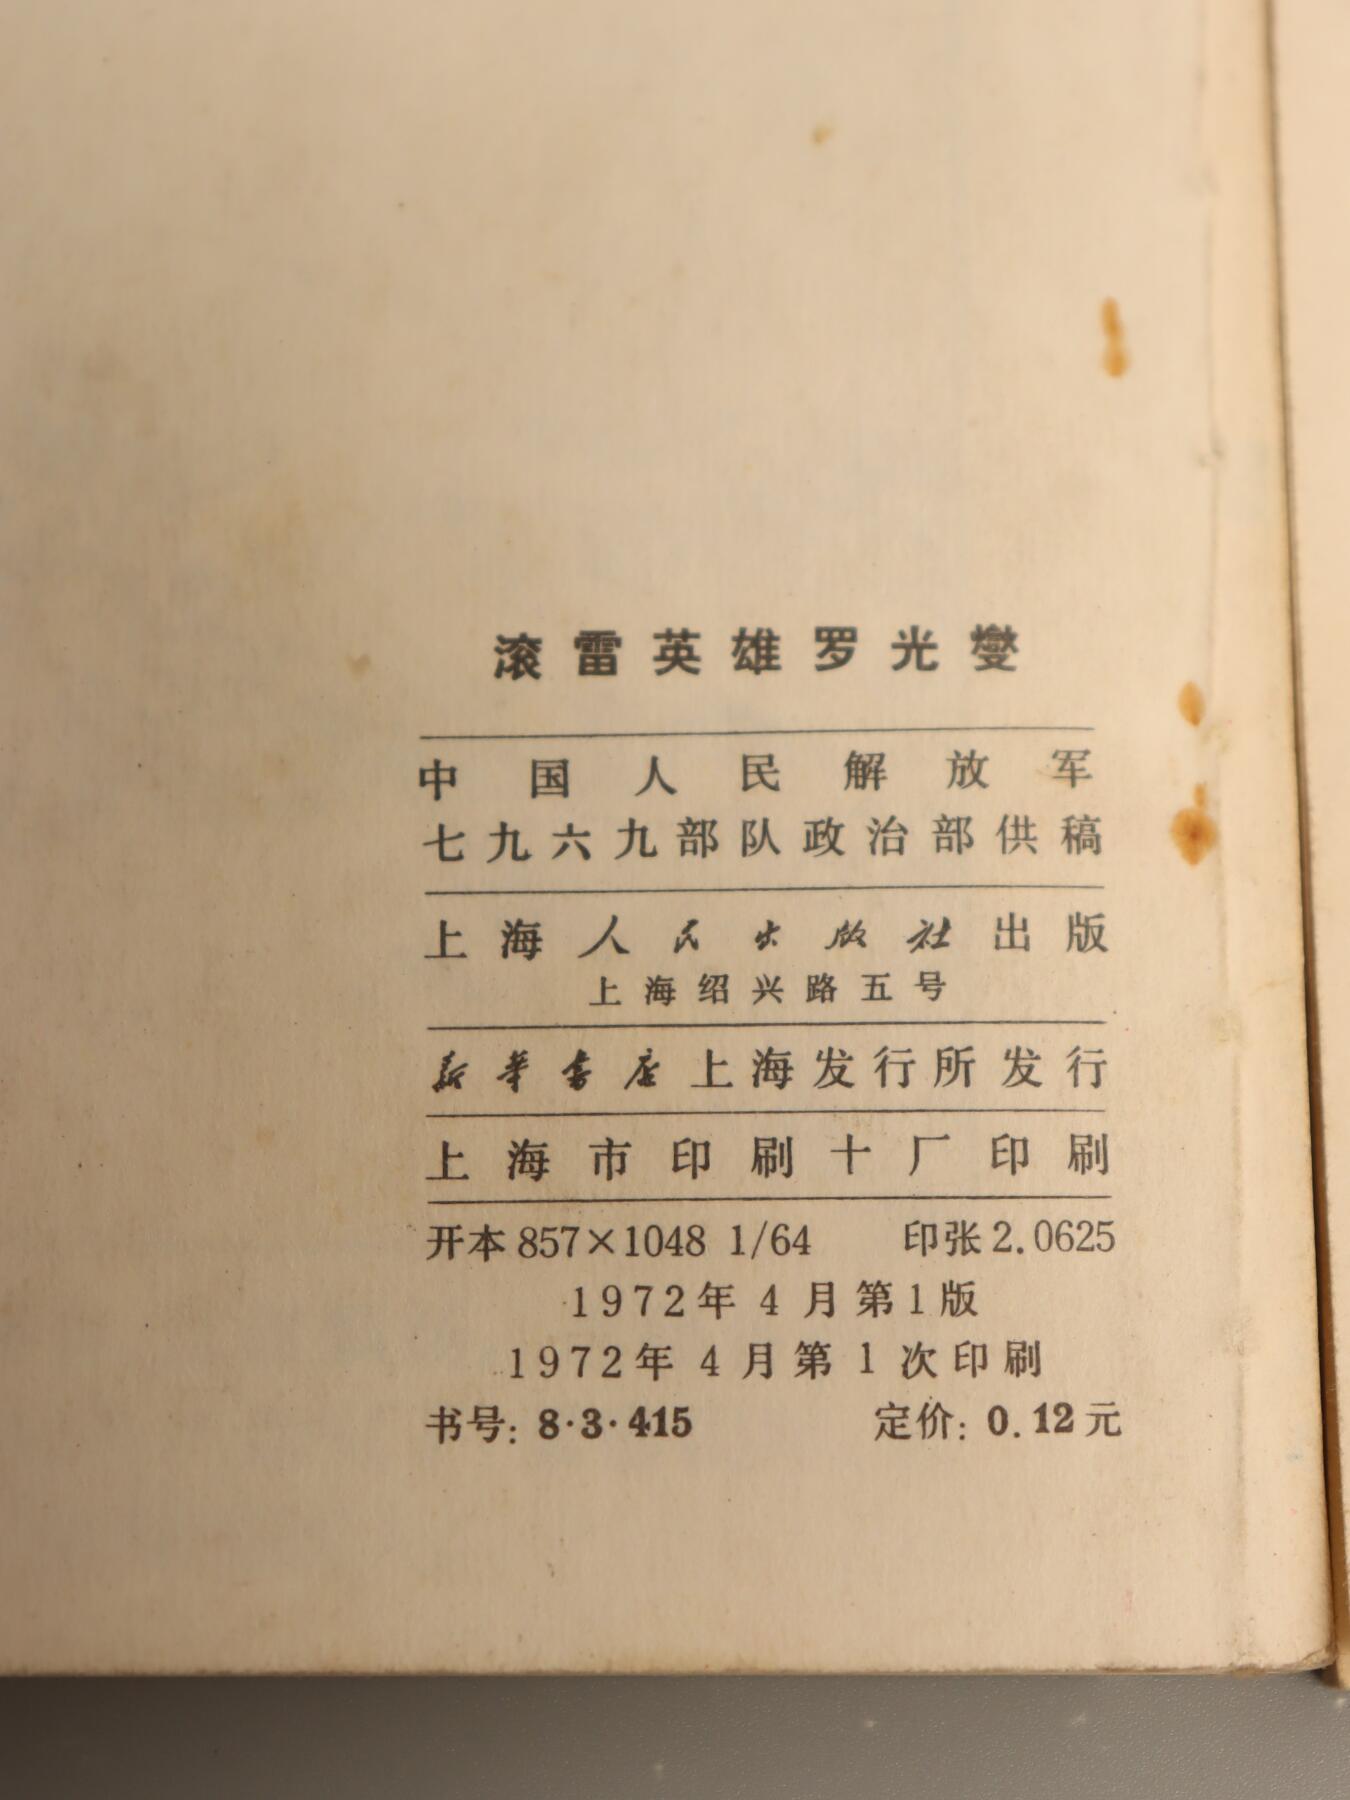 滚雷英雄罗光燮
中国人民解放军
七九六九部队政治部供稿
上海人民出版社出版
上海绍兴路五号
新华书店上海发行所发行
上海市印刷十厂印刷
开本 857×1048 1/64 印张 2.0625
1972年 4 月第1版
1972年 4 月第 1 次印刷
书号: 8·3·415 定价: 0.12元